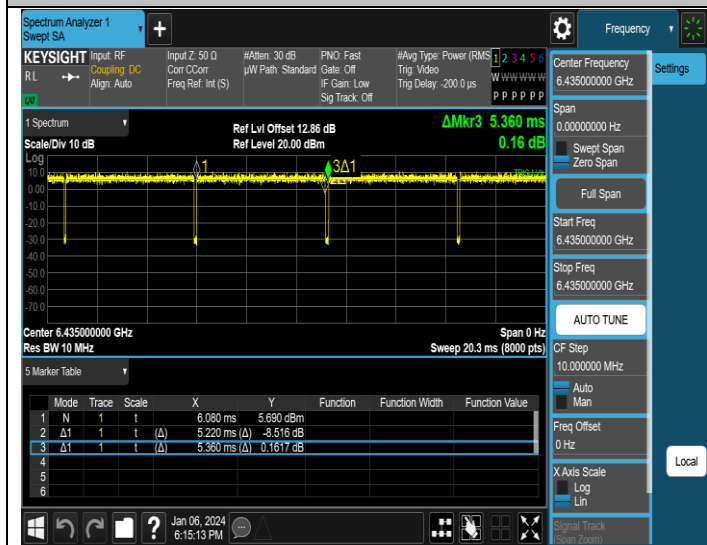 Spectrum Analyzer 1
Swept SA
Frequency
KEYSIGHT
RL
LXI
Input: RF
Coupling: DC
Align: Auto
Input Z: 50 Ω
Corr CCorr
Freq Ref: Int (S)
#Atten: 30 dB
µW Path: Standard
PNO: Fast
Gate: Off
IF Gain: Low
Sig Track: Off
#Avg Type: Power (RMS
Trig: Video
Trig Delay: -200.0 µs
1 2 3 4 5 6
W W W W W W
P P P P P P
Center Frequency
6.435000000 GHz
Settings
Span
0.00000000 Hz
Swept Span
Zero Span
Full Span
Start Freq
6.435000000 GHz
Stop Freq
6.435000000 GHz
AUTO TUNE
CF Step
10.000000 MHz
Auto
Man
Freq Offset
0 Hz
X Axis Scale
Log
Lin
Signal Track
(Span Zoom)
Local
1 Spectrum
Scale/Div 10 dB
Ref Lvl Offset 12.86 dB
Ref Level 20.00 dBm
ΔMkr3 5.360 ms
0.16 dB
Log
10.0
0.00
-10.0
-20.0
-30.0
-40.0
-50.0
-60.0
-70.0
1
3Δ1
Center 6.435000000 GHz
Res BW 10 MHz
Span 0 Hz
Sweep 20.3 ms (8000 pts)
5 Marker Table
Mode Trace Scale X Y Function Function Width Function Value
1 N 1 t 6.080 ms 5.690 dBm
2 Δ1 1 t (Δ) 5.220 ms (Δ) -8.516 dB
3 Δ1 1 t (Δ) 5.360 ms (Δ) 0.1617 dB
4
5
6
Jan 06, 2024
6:15:13 PM